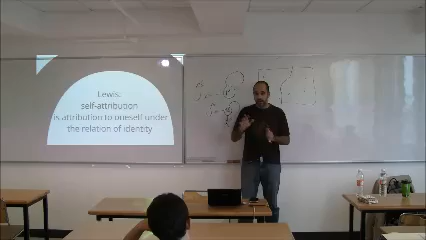 Lewis:
self-attribution
is attribution to oneself under
the relation of identity